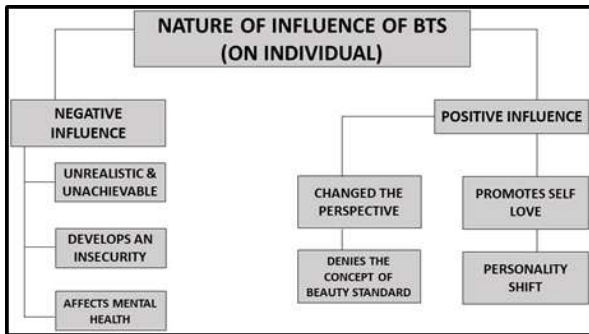 NATURE OF INFLUENCE OF BTS
(ON INDIVIDUAL)
NEGATIVE
INFLUENCE
UNREALISTIC &
UNACHIEVABLE
DEVELOPS AN
INSECURITY
AFFECTS MENTAL
HEALTH
POSITIVE INFLUENCE
CHANGED THE
PERSPECTIVE
DENIES THE
CONCEPT OF
BEAUTY STANDARD
PROMOTES SELF
LOVE
PERSONALITY
SHIFT